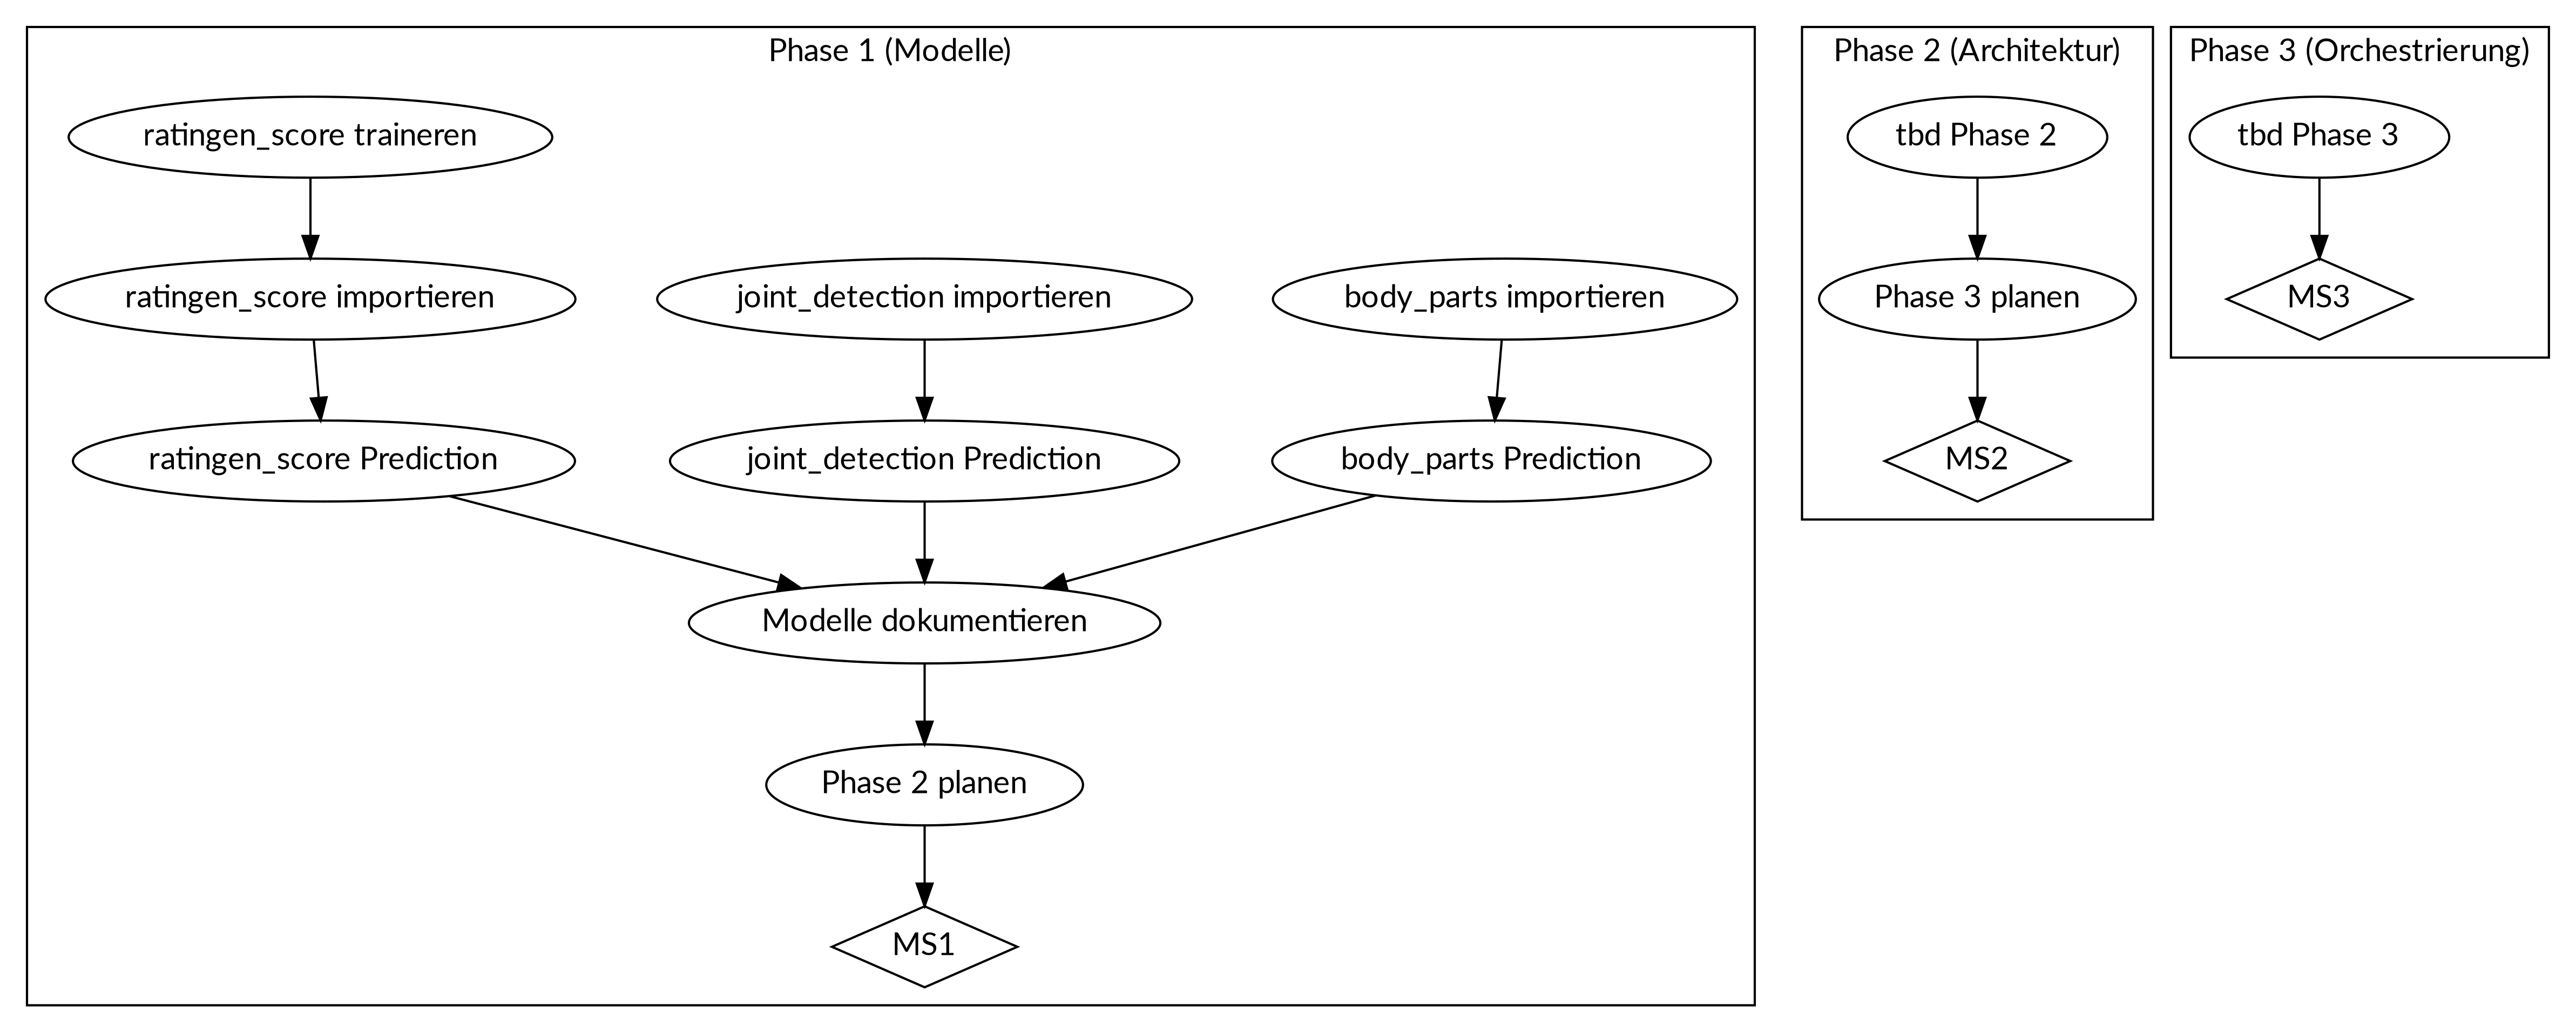 Phase 1 (Modelle)
ratingen_score traineren
ratingen_score importieren
joint_detection importieren
body_parts importieren
ratingen_score Prediction
joint_detection Prediction
body_parts Prediction
Modelle dokumentieren
Phase 2 planen
MS1
Phase 2 (Architektur)
tbd Phase 2
Phase 3 planen
MS2
Phase 3 (Orchestrierung)
tbd Phase 3
MS3